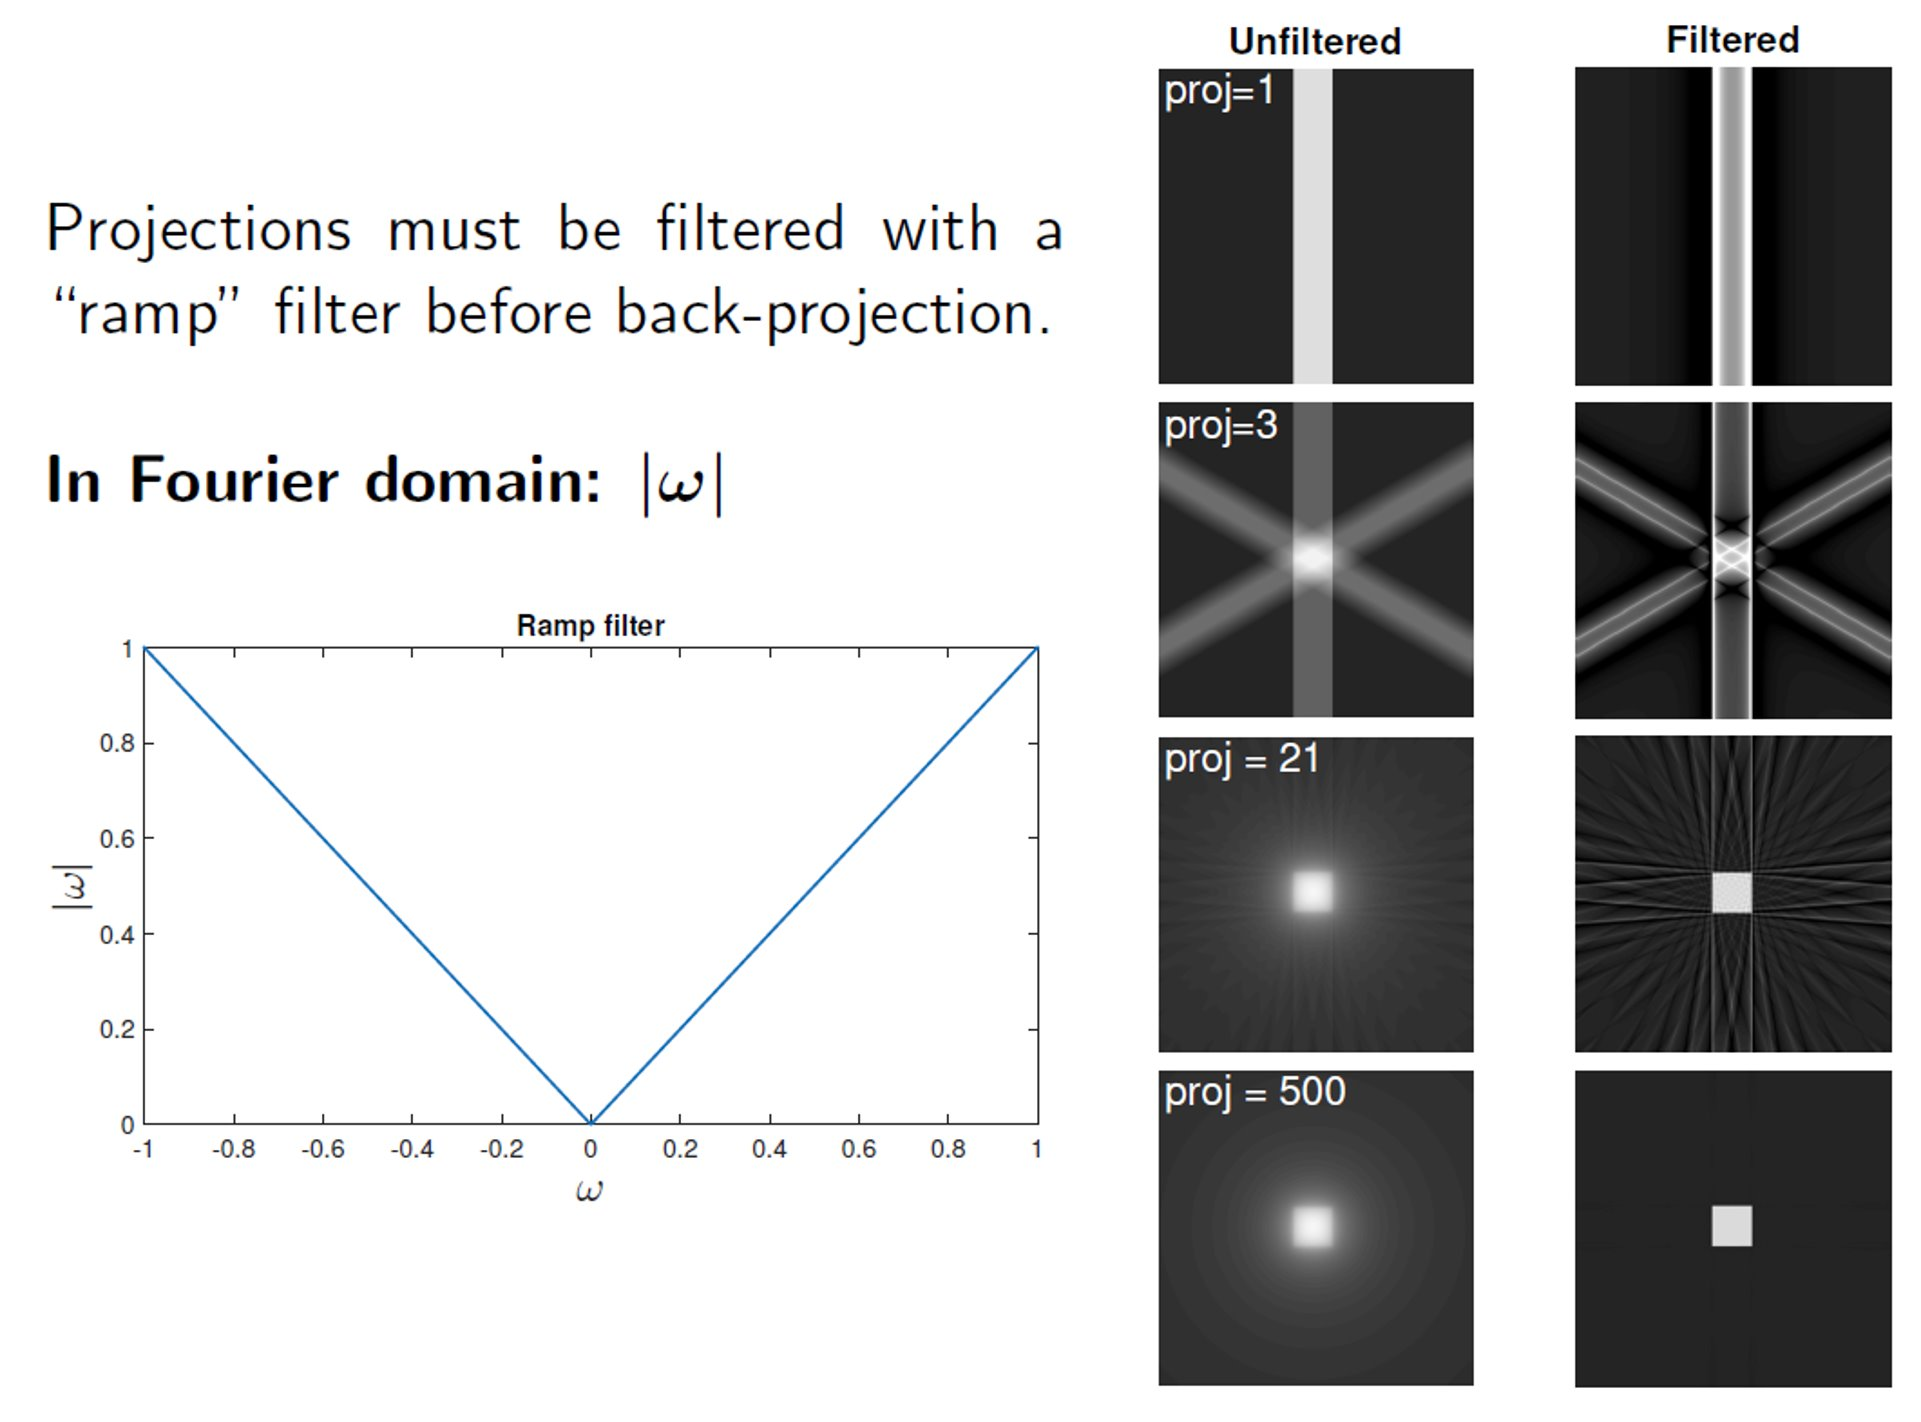 Projections must be filtered with a
“ramp” filter before back-projection.
In Fourier domain: |ω|
Ramp filter
1
0.8
0.6
0.4
0.2
0
|ω|
-1 -0.8 -0.6 -0.4 -0.2 0 0.2 0.4 0.6 0.8 1
ω
Unfiltered Filtered
proj=1
proj=3
proj = 21
proj = 500